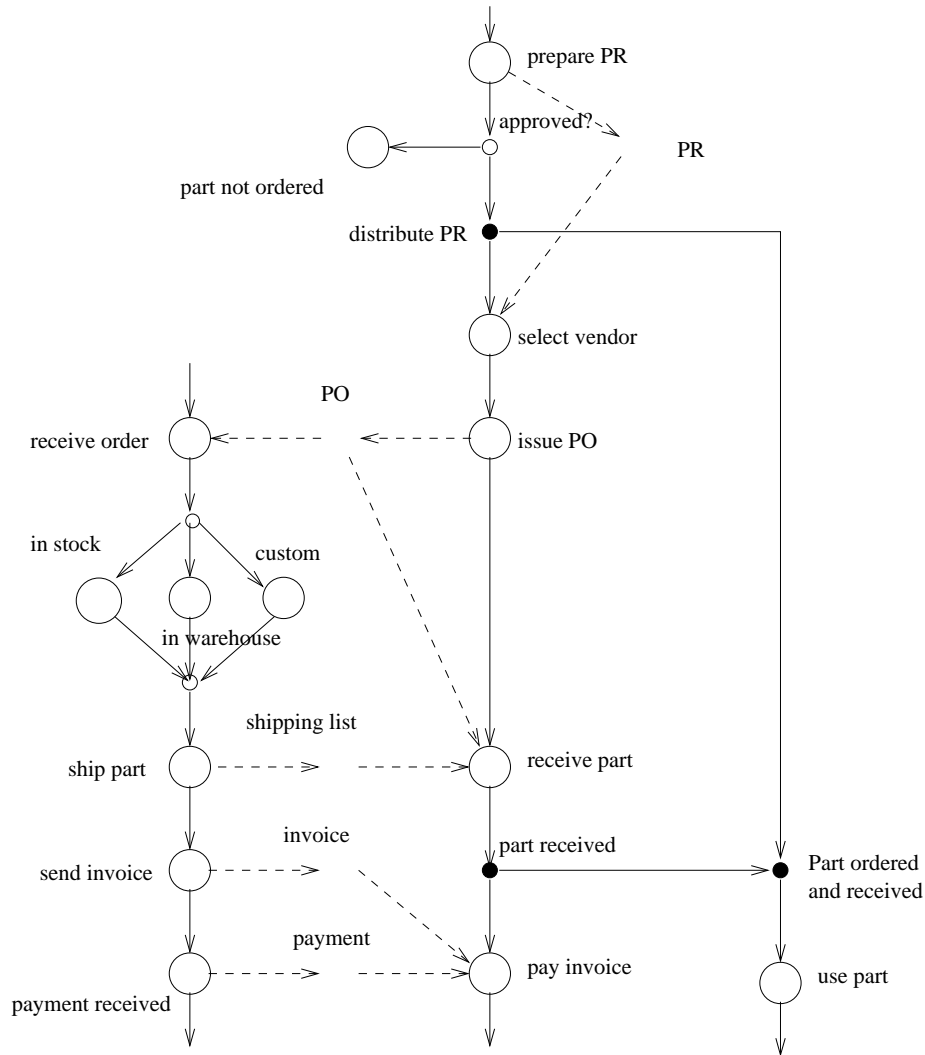 prepare PR
approved?
PR
part not ordered
distribute PR
select vendor
PO
receive order
issue PO
in stock
custom
in warehouse
shipping list
ship part
receive part
invoice
part received
send invoice
Part ordered
and received
payment
pay invoice
use part
payment received